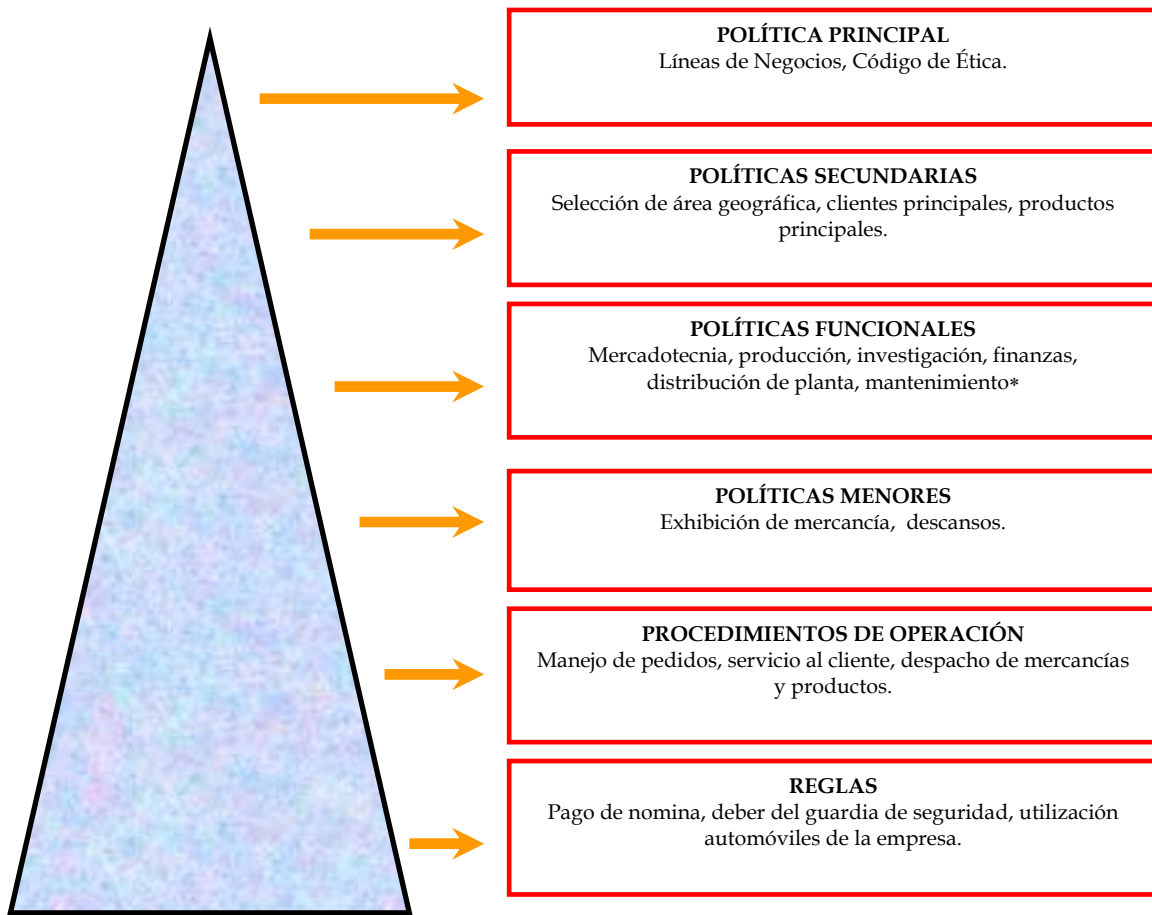 POLÍTICA PRINCIPAL
Líneas de Negocios, Código de Ética.
POLÍTICAS SECUNDARIAS
Selección de área geográfica, clientes principales, productos
principales.
POLÍTICAS FUNCIONALES
Mercadotecnia, producción, investigación, finanzas,
distribución de planta, mantenimiento*
POLÍTICAS MENORES
Exhibición de mercancía, descansos.
PROCEDIMIENTOS DE OPERACIÓN
Manejo de pedidos, servicio al cliente, despacho de mercancías
y productos.
REGLAS
Pago de nomina, deber del guardia de seguridad, utilización
automóviles de la empresa.